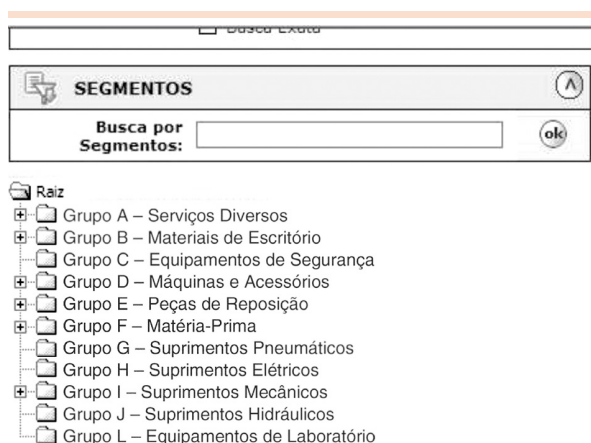 Busca Exata
SEGMENTOS
Busca por
Segmentos:
ok
Raiz
Grupo A – Serviços Diversos
Grupo B – Materiais de Escritório
Grupo C – Equipamentos de Segurança
Grupo D – Máquinas e Acessórios
Grupo E – Peças de Reposição
Grupo F – Matéria-Prima
Grupo G – Suprimentos Pneumáticos
Grupo H – Suprimentos Elétricos
Grupo I – Suprimentos Mecânicos
Grupo J – Suprimentos Hidráulicos
Grupo L – Equipamentos de Laboratório